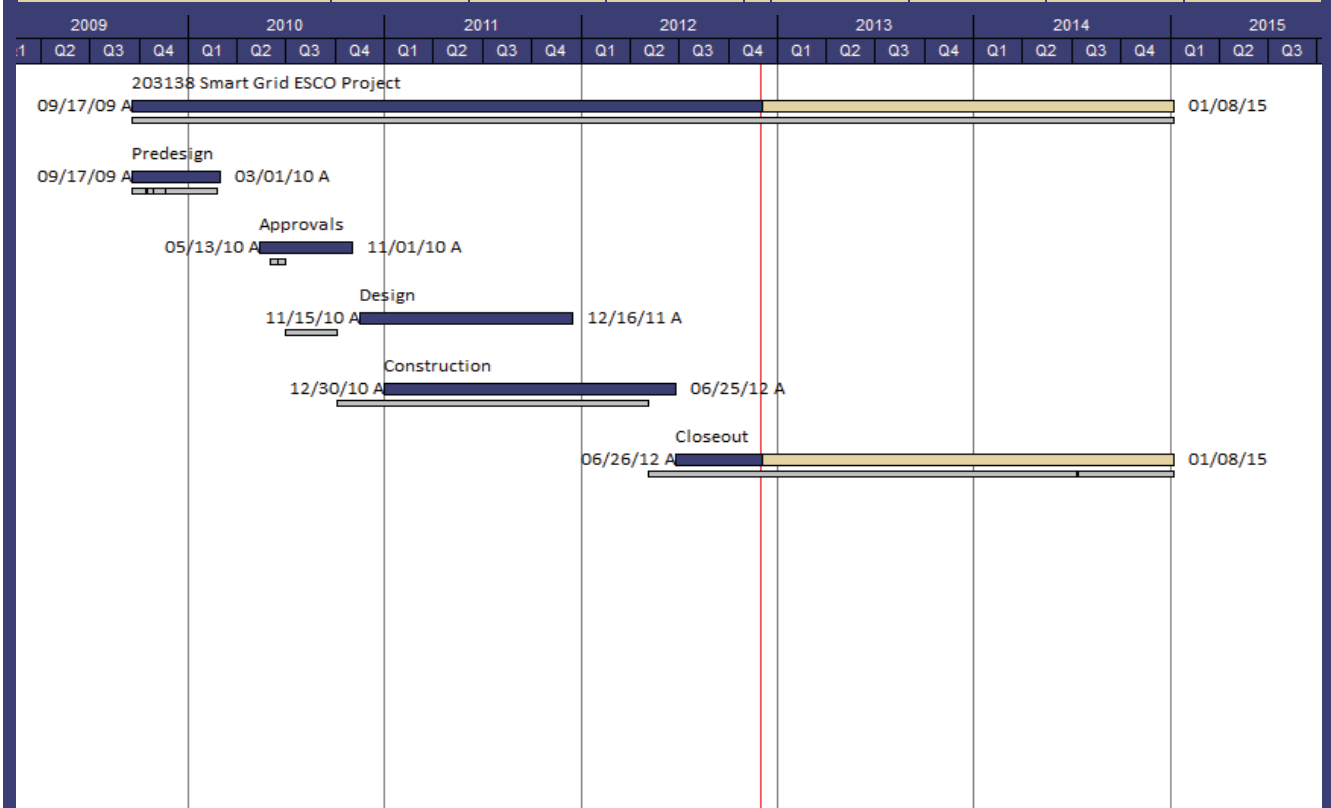 2009 2010 2011 2012 2013 2014 2015
Q2 Q3 Q4 Q1 Q2 Q3 Q4 Q1 Q2 Q3 Q4 Q1 Q2 Q3 Q4 Q1 Q2 Q3 Q4 Q1 Q2 Q3 Q4 Q1 Q2 Q3
203138 Smart Grid ESCO Project
09/17/09 A 01/08/15
Predesign
09/17/09 A 03/01/10 A
Approvals
05/13/10 A 11/01/10 A
Design
11/15/10 A 12/16/11 A
Construction
12/30/10 A 06/25/12 A
Closeout
06/26/12 A 01/08/15